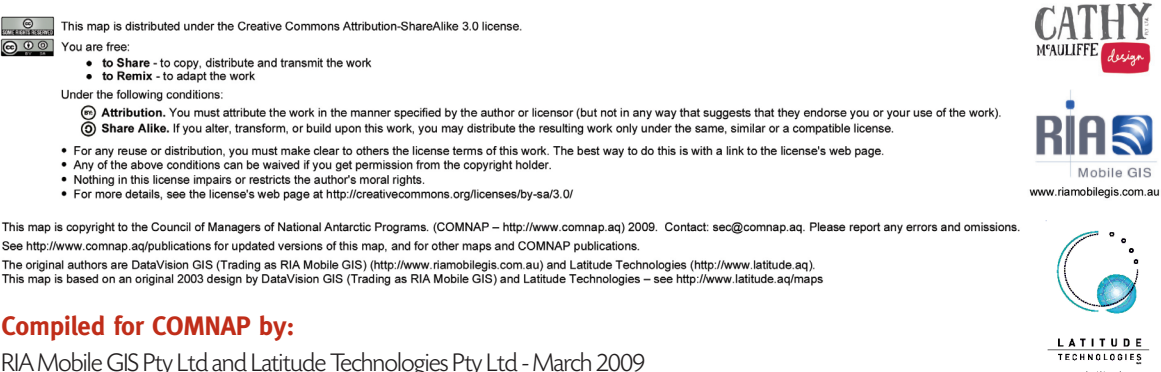 SOME RIGHTS RESERVED
This map is distributed under the Creative Commons Attribution-ShareAlike 3.0 license.
cc BY SA
You are free:
● to Share - to copy, distribute and transmit the work
● to Remix - to adapt the work
Under the following conditions:
BY: Attribution. You must attribute the work in the manner specified by the author or licensor (but not in any way that suggests that they endorse you or your use of the work).
Share Alike. If you alter, transform, or build upon this work, you may distribute the resulting work only under the same, similar or a compatible license.
• For any reuse or distribution, you must make clear to others the license terms of this work. The best way to do this is with a link to the license's web page.
• Any of the above conditions can be waived if you get permission from the copyright holder.
• Nothing in this license impairs or restricts the author's moral rights.
• For more details, see the license's web page at http://creativecommons.org/licenses/by-sa/3.0/
This map is copyright to the Council of Managers of National Antarctic Programs. (COMNAP – http://www.comnap.aq) 2009. Contact: sec@comnap.aq. Please report any errors and omissions.
See http://www.comnap.aq/publications for updated versions of this map, and for other maps and COMNAP publications.
The original authors are DataVision GIS (Trading as RIA Mobile GIS) (http://www.riamobilegis.com.au) and Latitude Technologies (http://www.latitude.aq).
This map is based on an original 2003 design by DataVision GIS (Trading as RIA Mobile GIS) and Latitude Technologies – see http://www.latitude.aq/maps
Compiled for COMNAP by:
RIA Mobile GIS Pty Ltd and Latitude Technologies Pty Ltd - March 2009
CATHY
MCAULIFFE design
RIA
Mobile GIS
www.riamobilegis.com.au
LATITUDE
TECHNOLOGIES